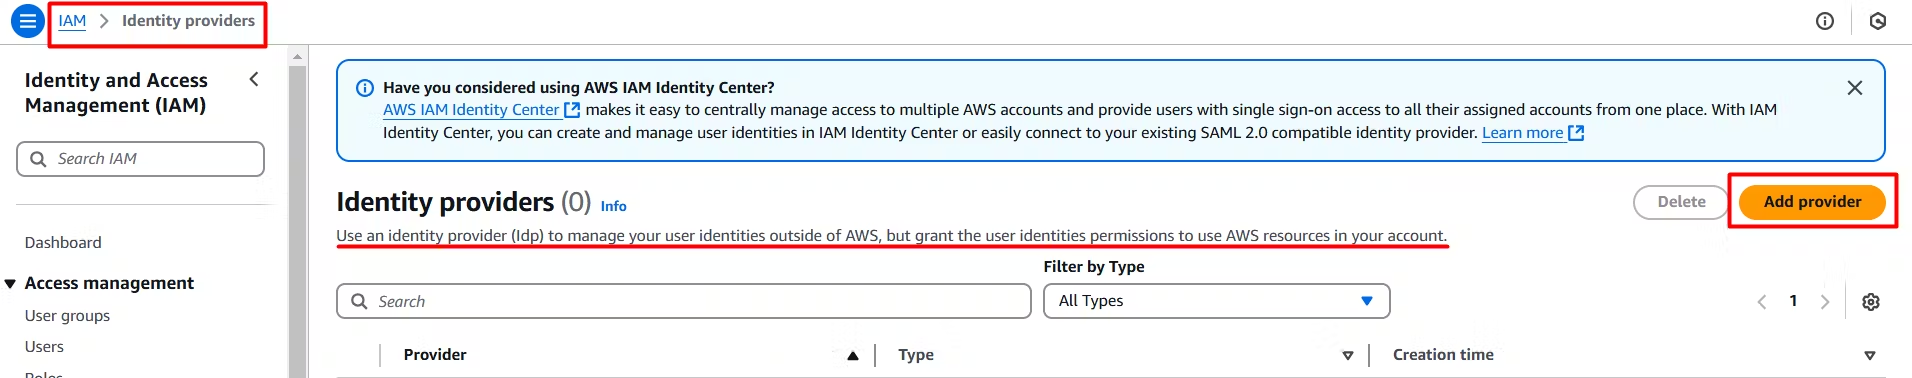 IAM > Identity providers
Identity and Access
Management (IAM)
Search IAM
Dashboard
Access management
User groups
Users
Roles
Have you considered using AWS IAM Identity Center?
AWS IAM Identity Center makes it easy to centrally manage access to multiple AWS accounts and provide users with single sign-on access to all their assigned accounts from one place. With IAM
Identity Center, you can create and manage user identities in IAM Identity Center or easily connect to your existing SAML 2.0 compatible identity provider. Learn more
Identity providers (0) Info
Delete
Add provider
Use an identity provider (Idp) to manage your user identities outside of AWS, but grant the user identities permissions to use AWS resources in your account.
Filter by Type
Search
All Types
1
Provider
Type
Creation time